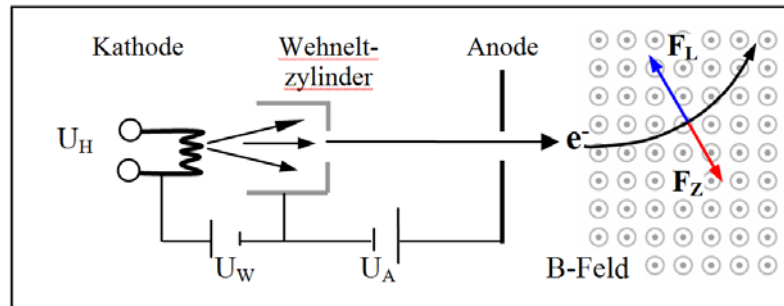 Kathode
Wehnelt-
zylinder
Anode
F_L
U_H
e⁻
F_Z
U_W
U_A
B-Feld